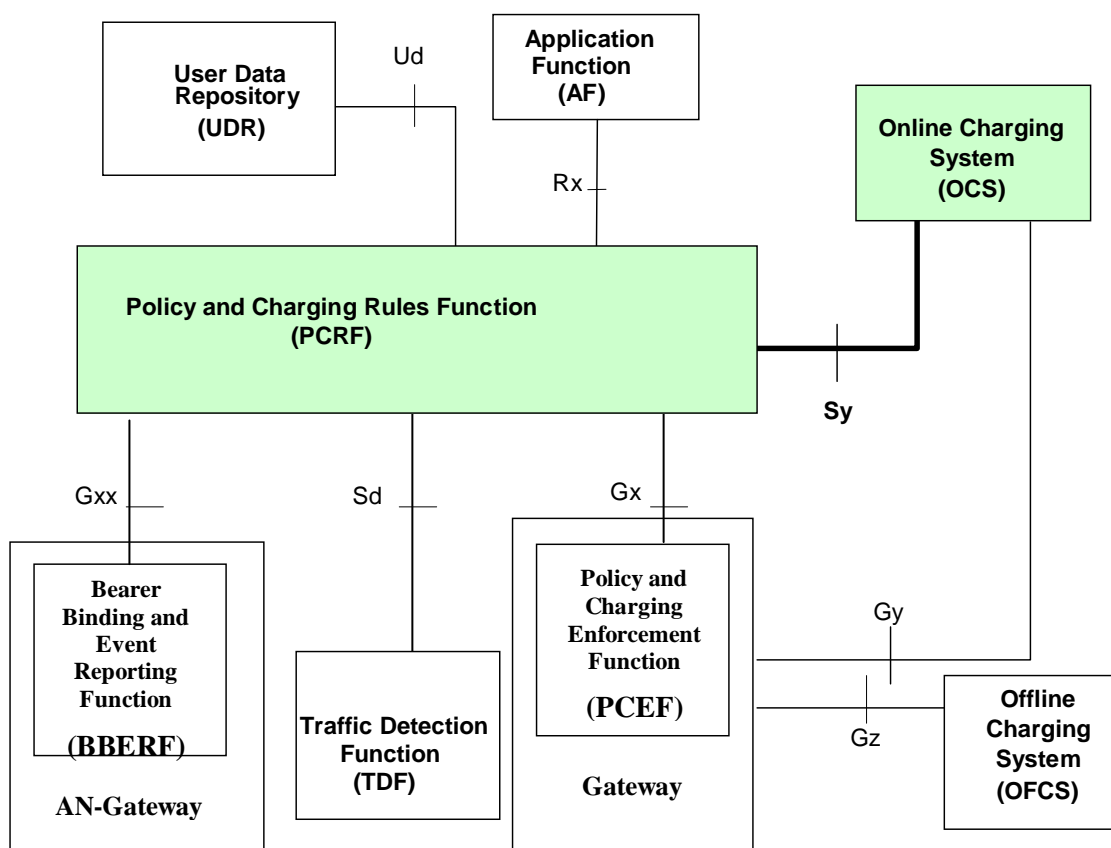 User Data
Repository
(UDR)
Ud
Application
Function
(AF)
Rx
Online Charging
System
(OCS)
Policy and Charging Rules Function
(PCRF)
Sy
Gxx
Sd
Gx
Bearer
Binding and
Event
Reporting
Function
(BBERF)
AN-Gateway
Traffic Detection
Function
(TDF)
Policy and
Charging
Enforcement
Function
(PCEF)
Gateway
Gy
Gz
Offline
Charging
System
(OFCS)